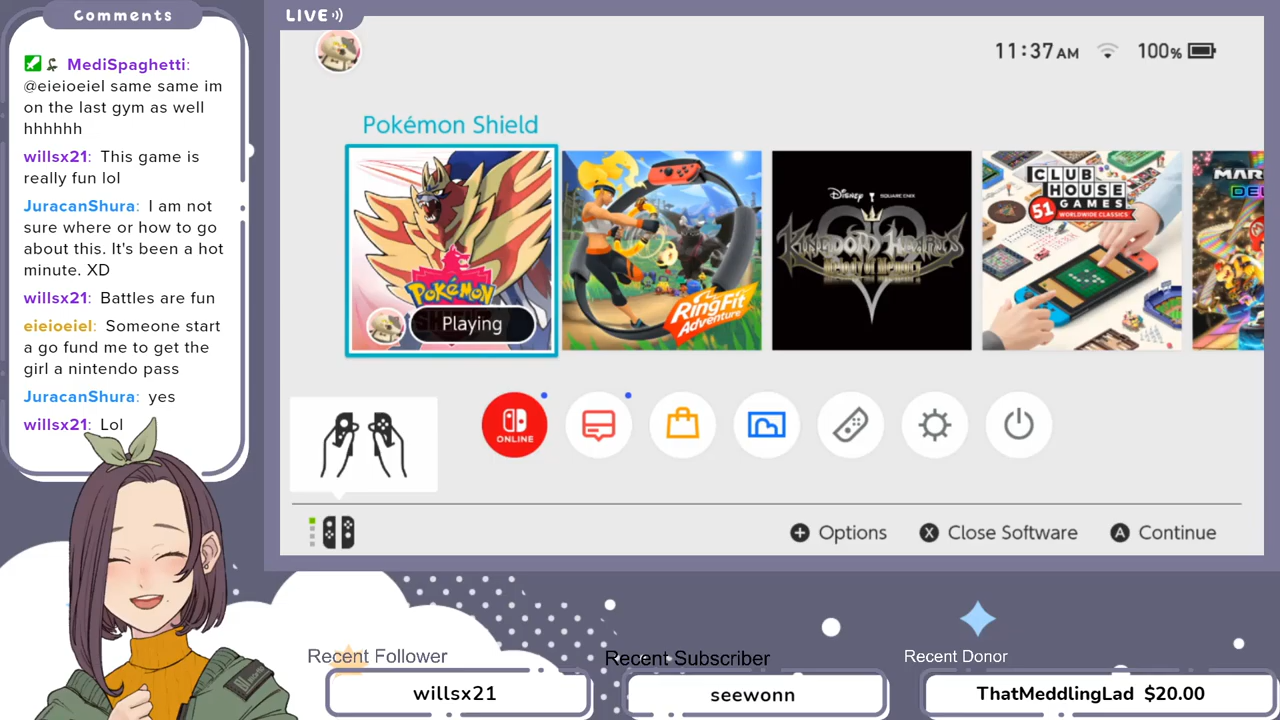 Comments
MediSpaghetti:
@eieioeiel same same im
on the last gym as well
hhhhhh
willsx21: This game is
really fun lol
JuracanShura: I am not
sure where or how to go
about this. It's been a hot
minute. XD
willsx21: Battles are fun
eieioeiel: Someone start
a go fund me to get the
girl a nintendo pass
JuracanShura: yes
willsx21: Lol
LIVE
11:37 AM
100%
Pokémon Shield
POKÉMON
Playing
RingFit
Adventure
Disney
SQUARE ENIX
KINGDOM HEARTS
CLUB
HOUSE
GAMES
51 WORLDWIDE CLASSICS
ONLINE
Options
Close Software
Continue
X
A
Recent Follower
willsx21
Recent Subscriber
seewonn
Recent Donor
ThatMeddlingLad $20.00